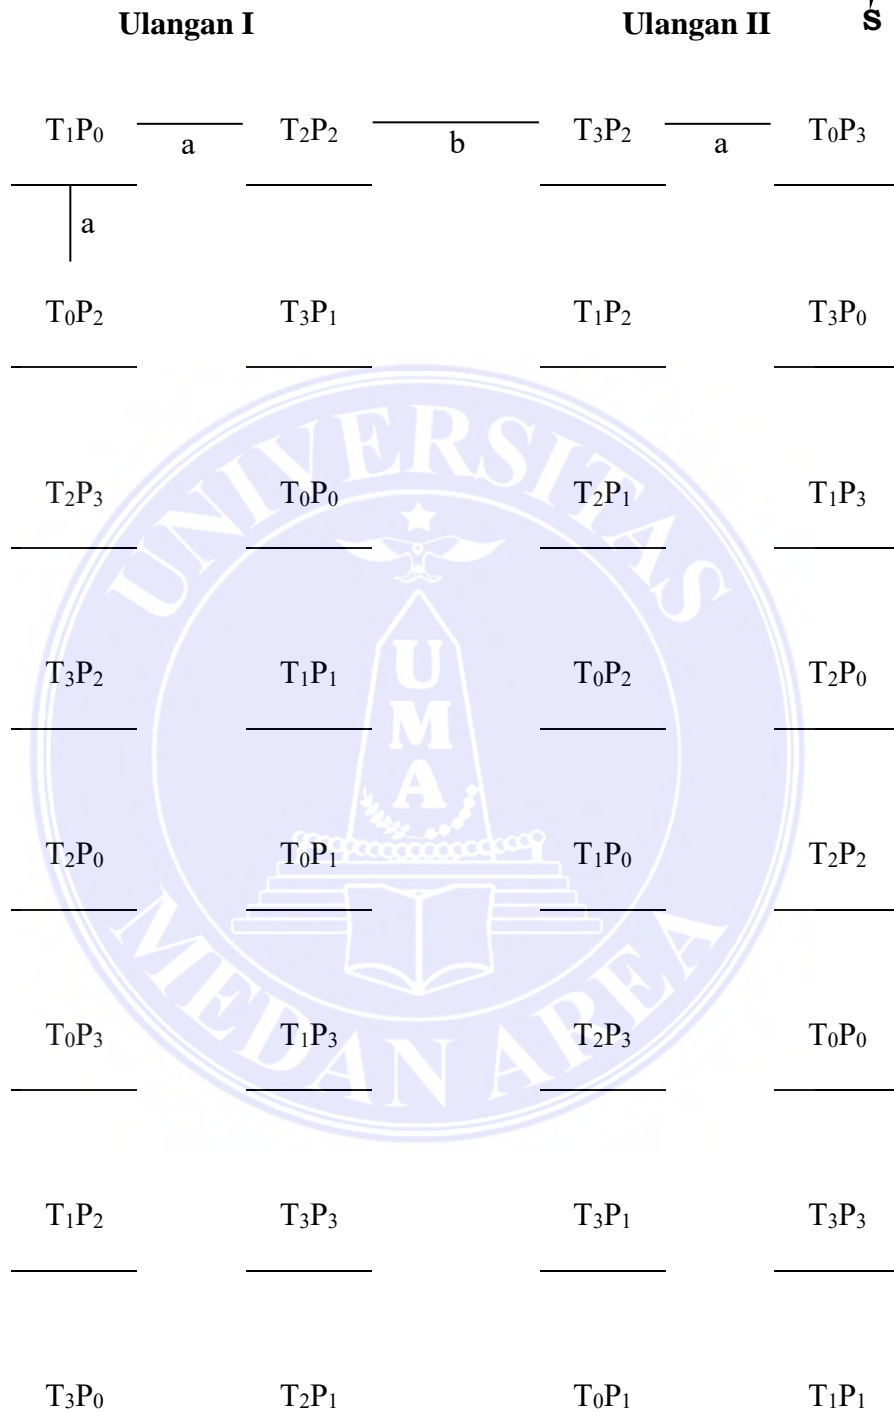 Ulangan I Ulangan II S
T₁P₀ a T₂P₂ b T₃P₂ a T₀P₃
a
T₀P₂ T₃P₁ T₁P₂ T₃P₀
T₂P₃ T₀P₀ T₂P₁ T₁P₃
T₃P₂ T₁P₁ T₀P₂ T₂P₀
T₂P₀ T₀P₁ T₁P₀ T₂P₂
T₀P₃ T₁P₃ T₂P₃ T₀P₀
T₁P₂ T₃P₃ T₃P₁ T₃P₃
T₃P₀ T₂P₁ T₀P₁ T₁P₁
UNIVERSITAS
UMA
MEDAN AREA